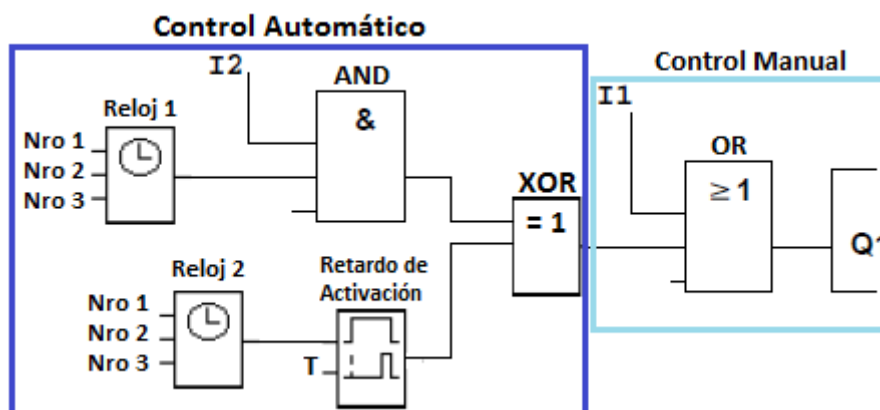 Control Automático
I2
AND
&
Reloj 1
Nro 1
Nro 2
Nro 3
XOR
= 1
Reloj 2
Nro 1
Nro 2
Nro 3
Retardo de
Activación
T
Control Manual
I1
OR
≥ 1
Q1